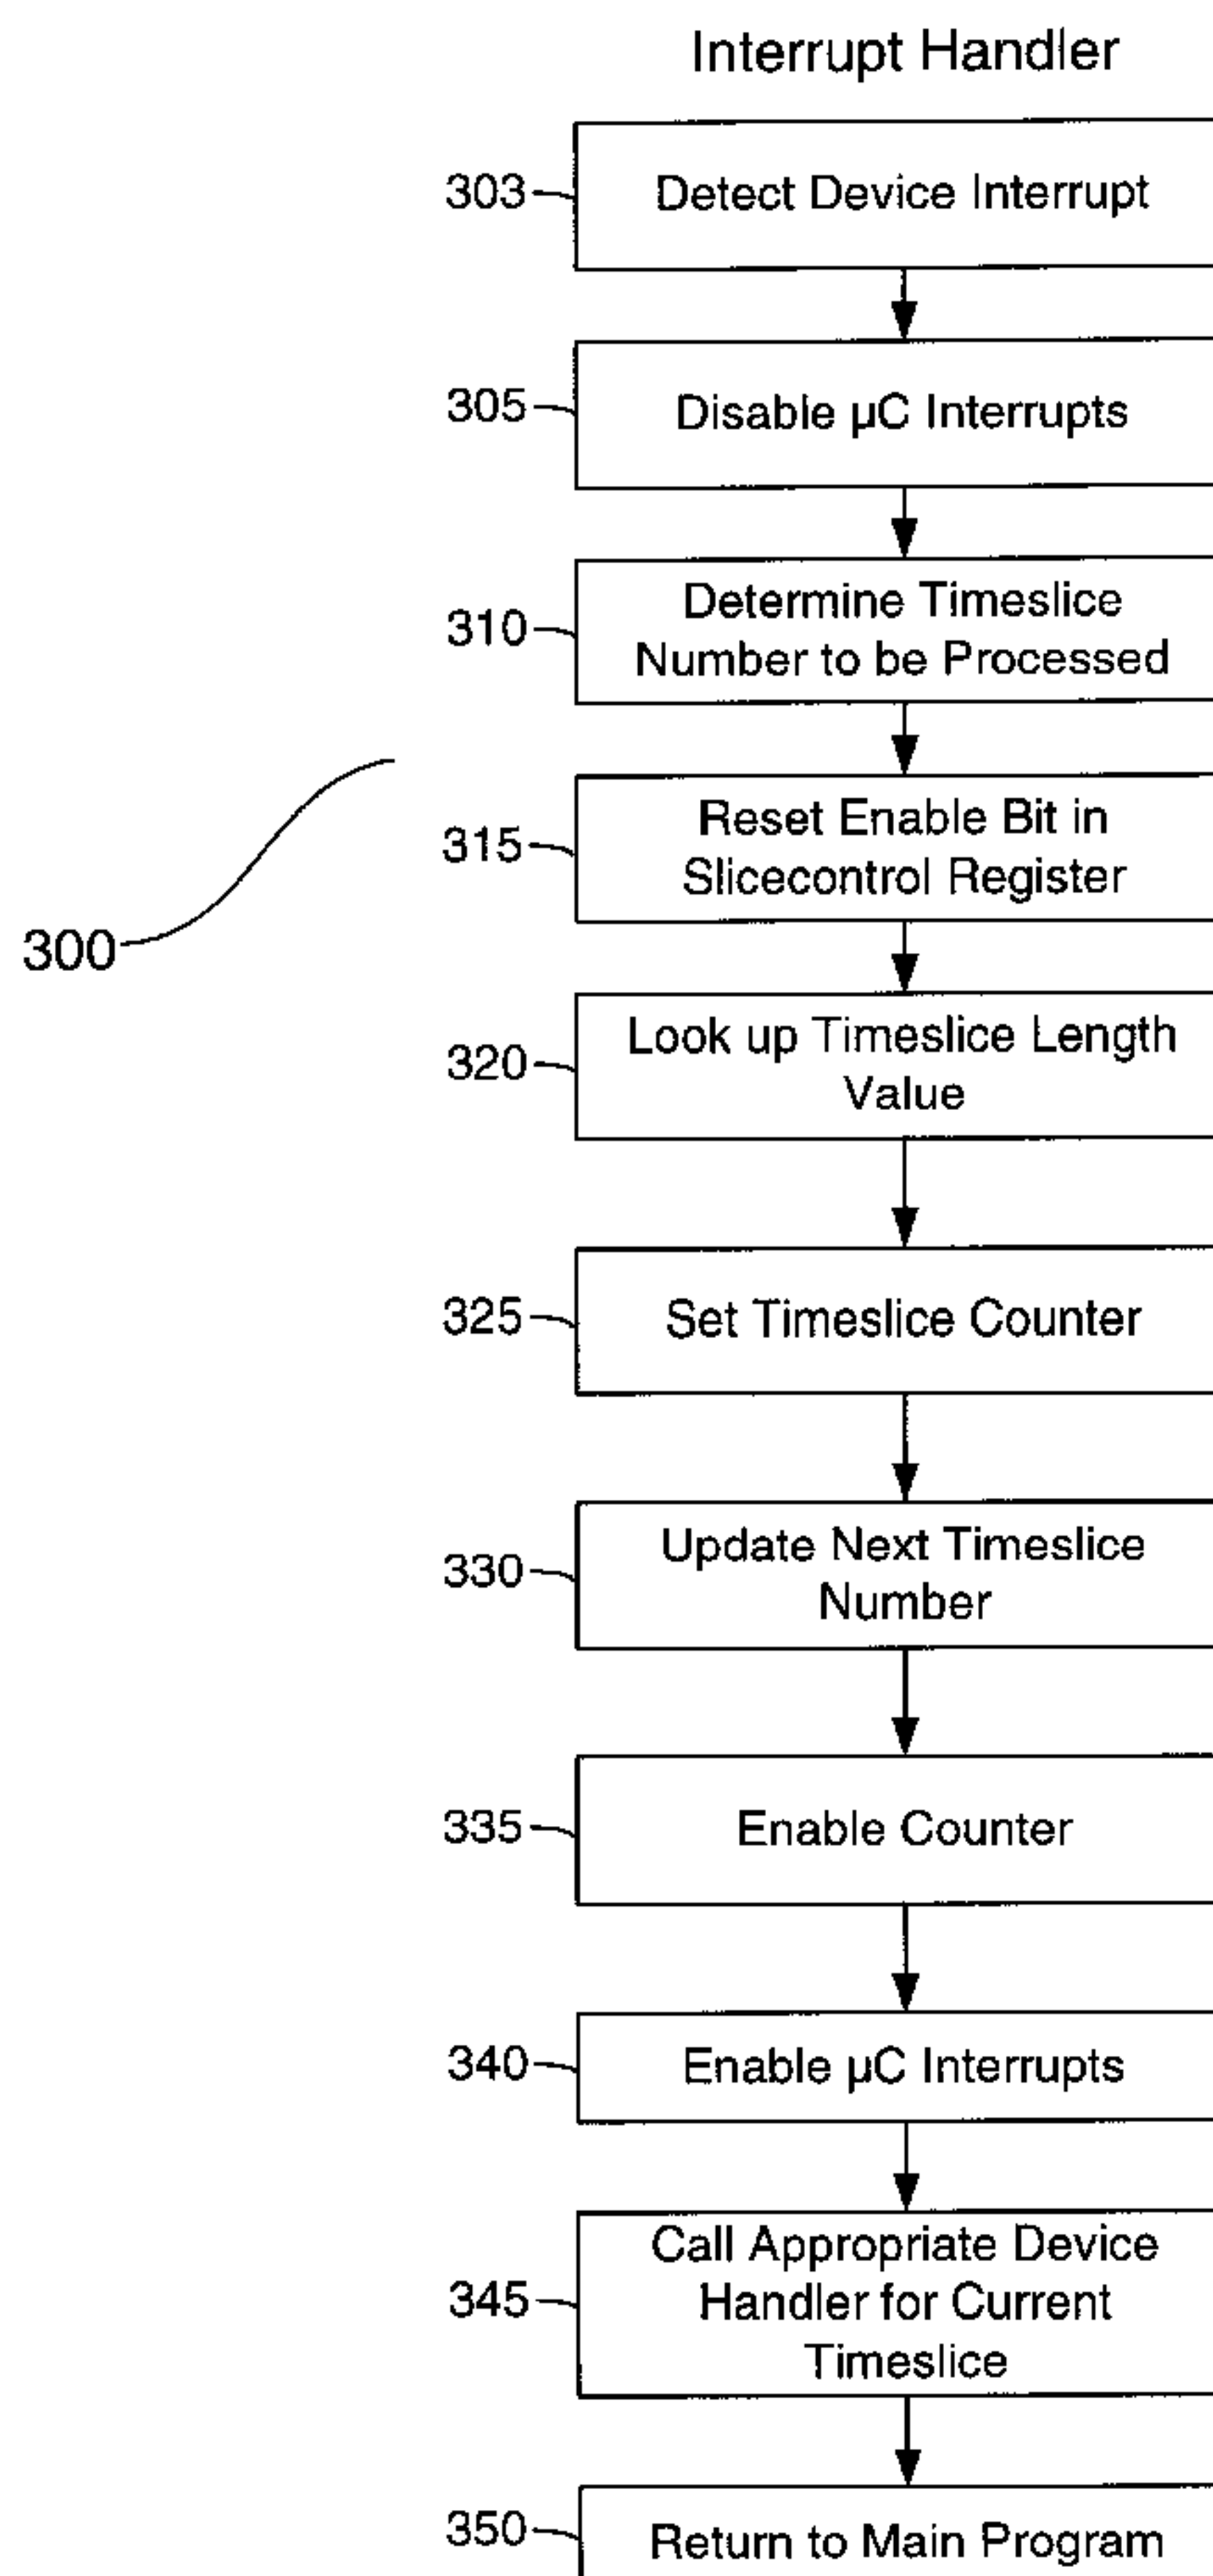 Interrupt Handler
303
Detect Device Interrupt
305
Disable µC Interrupts
310
Determine Timeslice
Number to be Processed
315
Reset Enable Bit in
Slicecontrol Register
300
320
Look up Timeslice Length
Value
325
Set Timeslice Counter
330
Update Next Timeslice
Number
335
Enable Counter
340
Enable µC Interrupts
345
Call Appropriate Device
Handler for Current
Timeslice
350
Return to Main Program